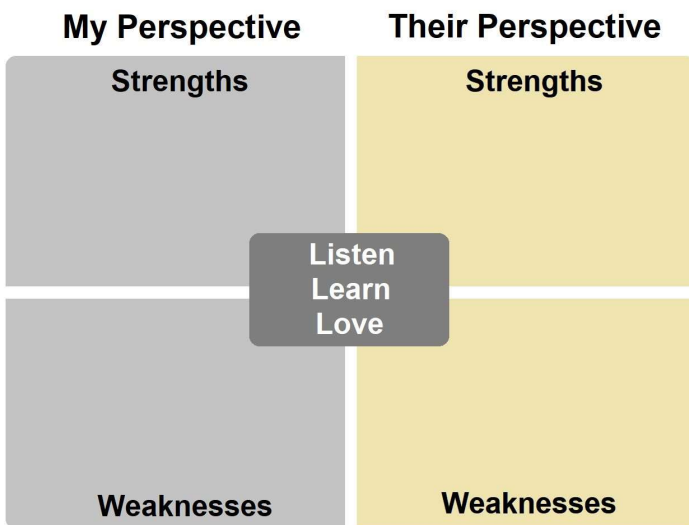 My Perspective
Their Perspective
Strengths
Strengths
Listen
Learn
Love
Weaknesses
Weaknesses